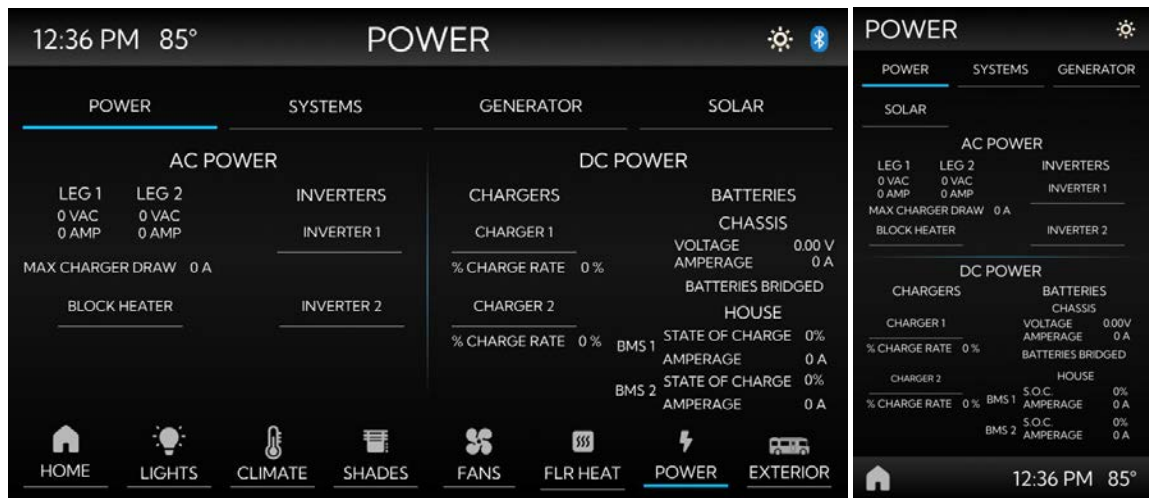 12:36 PM 85° POWER
POWER SYSTEMS GENERATOR SOLAR
AC POWER
LEG 1 LEG 2 INVERTERS
0 VAC 0 VAC
0 AMP 0 AMP INVERTER 1
MAX CHARGER DRAW 0 A
BLOCK HEATER INVERTER 2
DC POWER
CHARGERS BATTERIES
CHASSIS
CHARGER 1 VOLTAGE 0.00 V
% CHARGE RATE 0 % AMPERAGE 0 A
BATTERIES BRIDGED
CHARGER 2 HOUSE
% CHARGE RATE 0 % BMS 1 STATE OF CHARGE 0%
AMPERAGE 0 A
BMS 2 STATE OF CHARGE 0%
AMPERAGE 0 A
HOME LIGHTS CLIMATE SHADES FANS FLR HEAT POWER EXTERIOR
POWER
POWER SYSTEMS GENERATOR
SOLAR
AC POWER
LEG 1 LEG 2 INVERTERS
0 VAC 0 VAC
0 AMP 0 AMP INVERTER 1
MAX CHARGER DRAW 0 A
BLOCK HEATER INVERTER 2
DC POWER
CHARGERS BATTERIES
CHASSIS
CHARGER 1 VOLTAGE 0.00V
AMPERAGE 0 A
% CHARGE RATE 0 % BATTERIES BRIDGED
CHARGER 2 HOUSE
S.O.C. 0%
% CHARGE RATE 0 % BMS 1 AMPERAGE 0 A
S.O.C. 0%
BMS 2 AMPERAGE 0 A
12:36 PM 85°